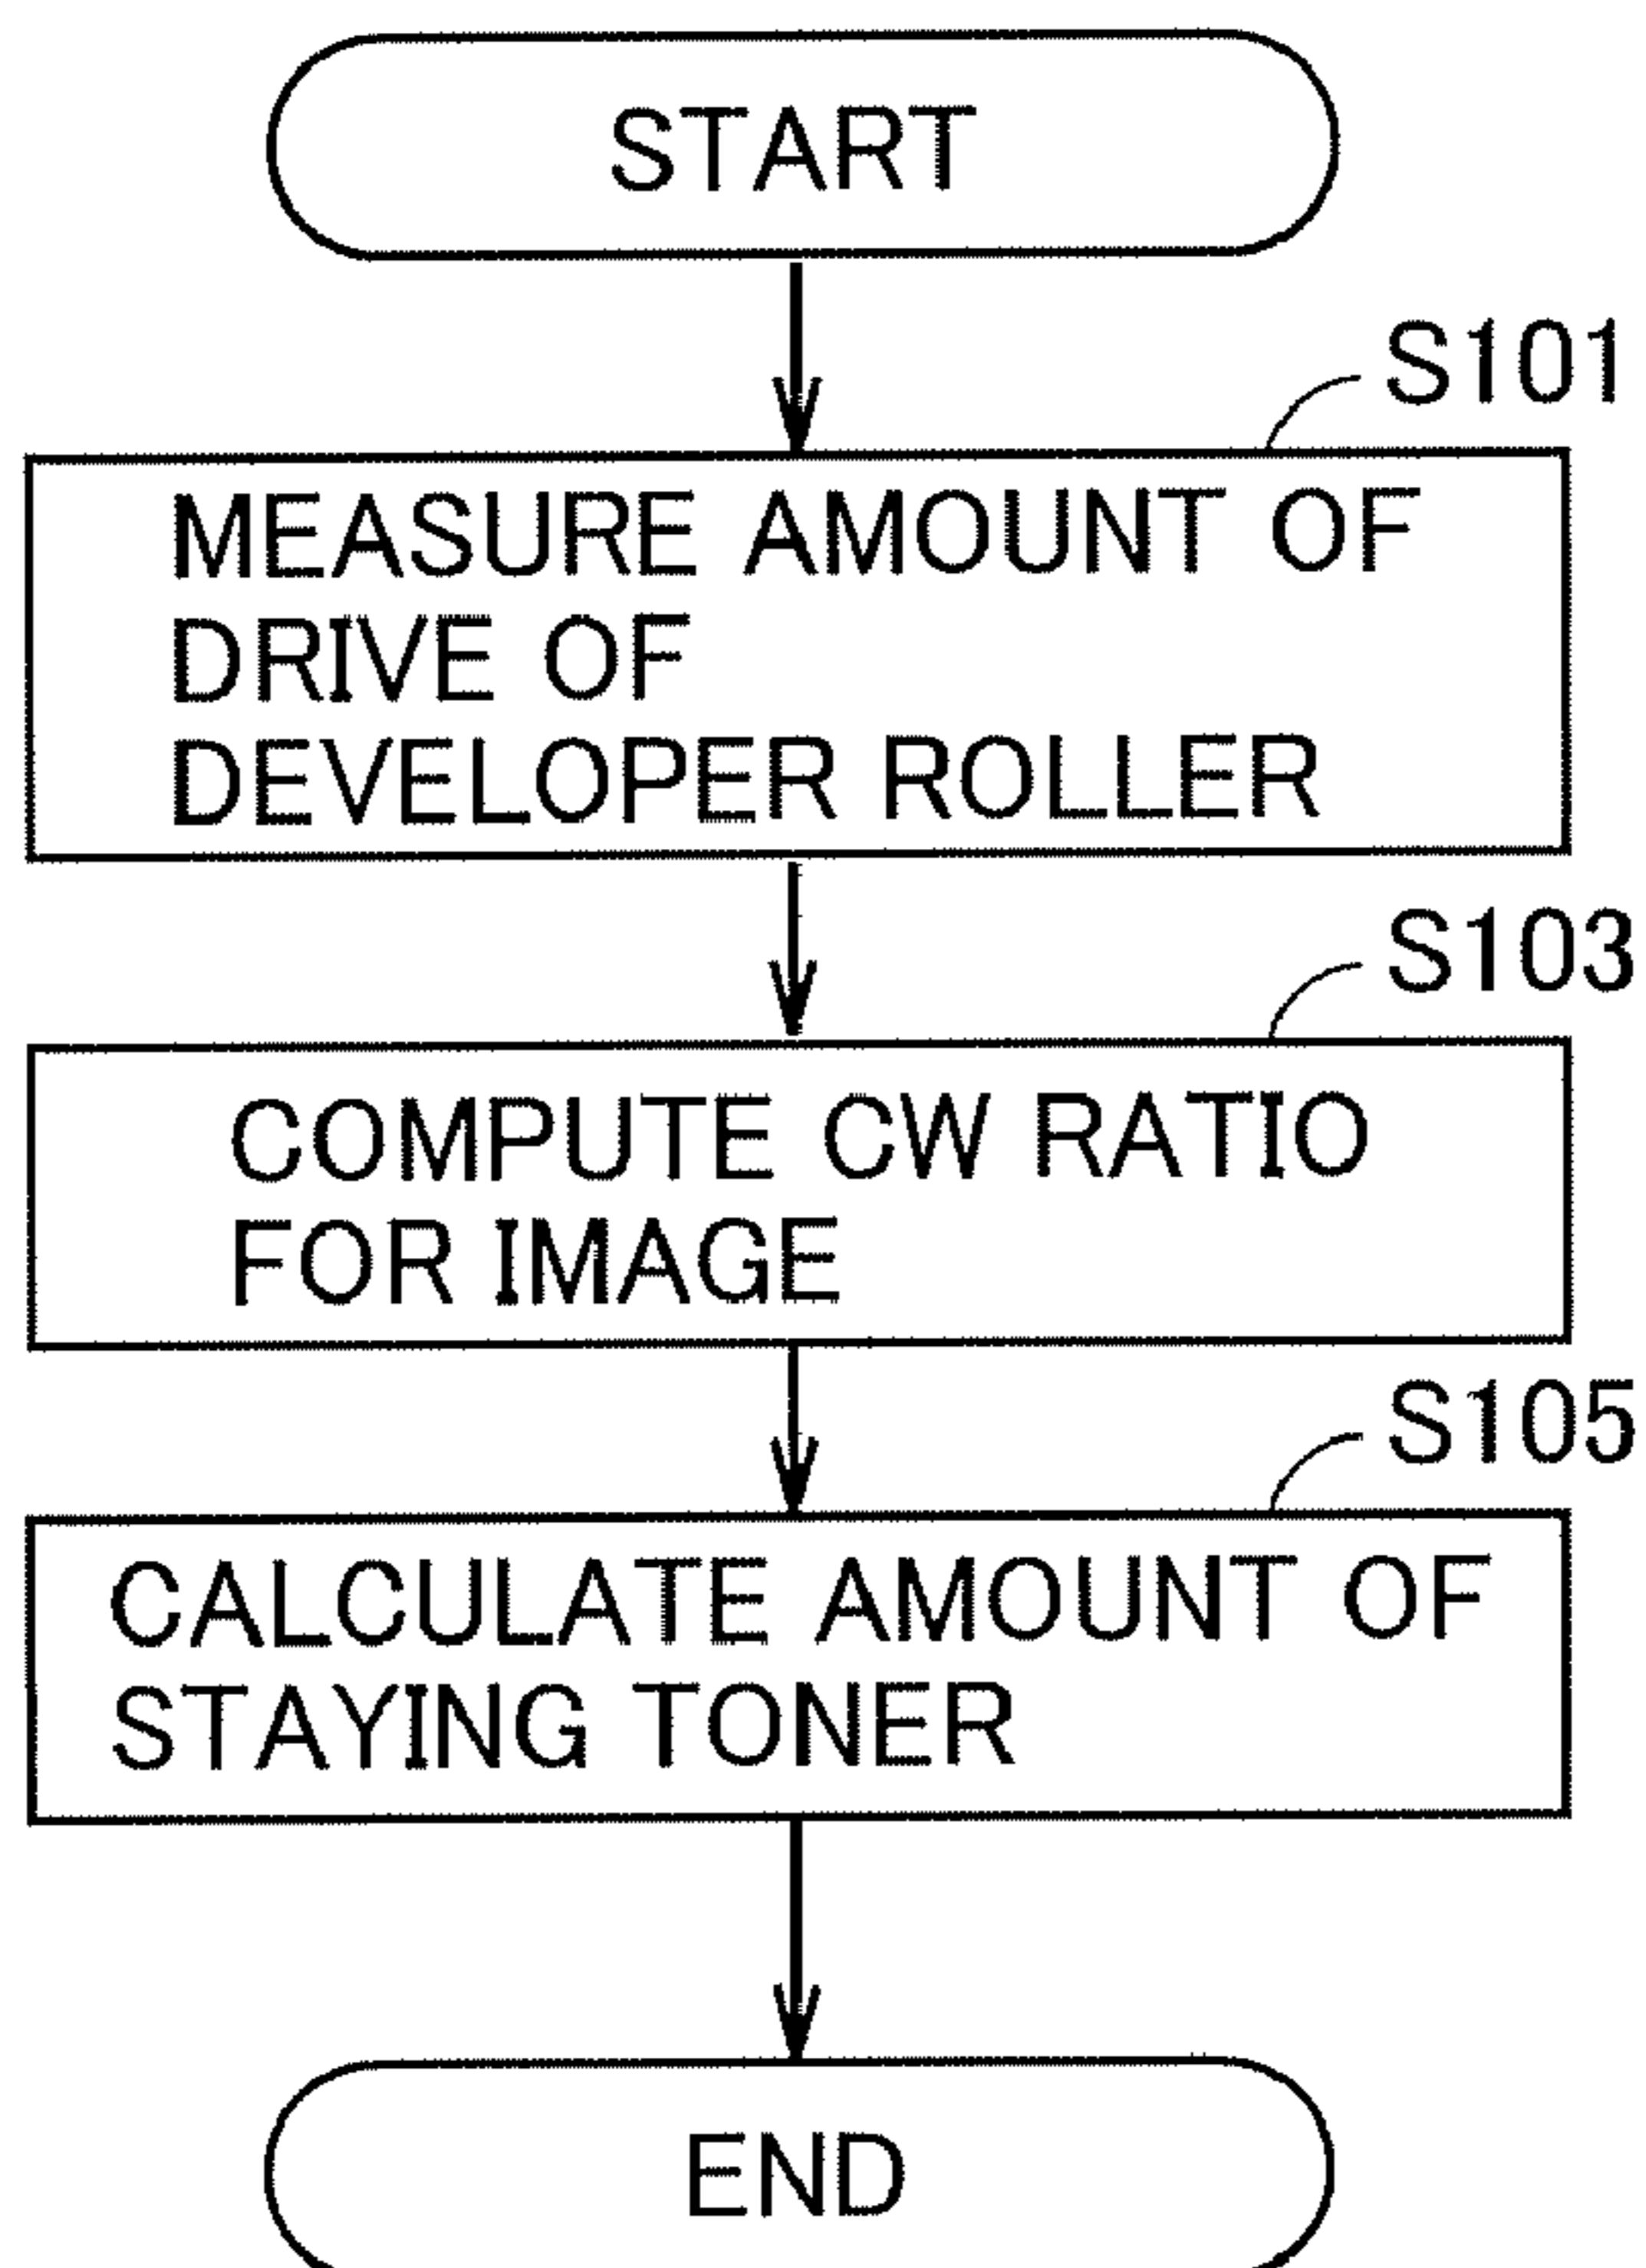 START
S101
MEASURE AMOUNT OF
DRIVE OF
DEVELOPER ROLLER
S103
COMPUTE CW RATIO
FOR IMAGE
S105
CALCULATE AMOUNT OF
STAYING TONER
END